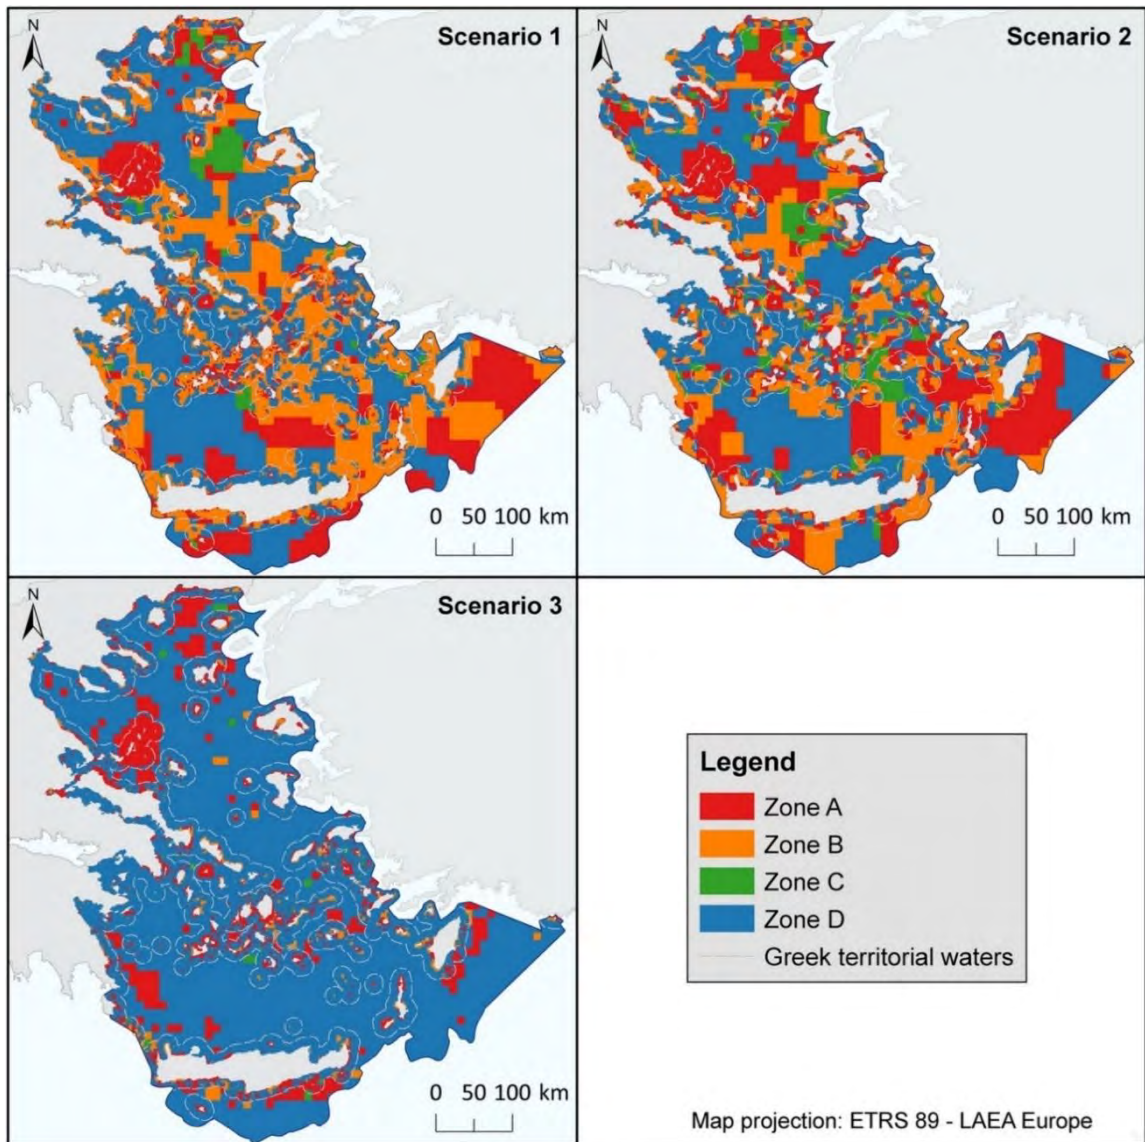 N
Scenario 1
0 50 100 km
N
Scenario 2
0 50 100 km
N
Scenario 3
0 50 100 km
Legend
Zone A
Zone B
Zone C
Zone D
Greek territorial waters
Map projection: ETRS 89 - LAEA Europe